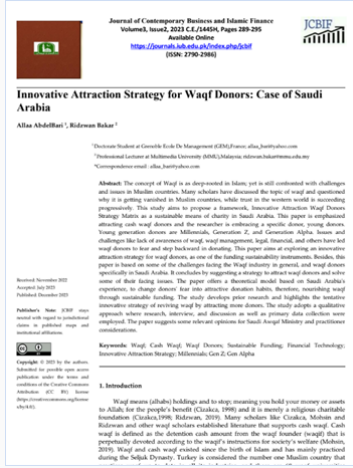 Journal of Contemporary Business and Islamic Finance
Volume3, Issue2, 2023 C.E./1445H, Pages 289-295
Available Online
https://journals.iub.edu.pk/index.php/jcbif
(ISSN: 2790-2986)
JCBIF
Innovative Attraction Strategy for Waqf Donors: Case of Saudi
Arabia
Allaa AbdelBari ¹, Ridzwan Bakar ²
¹ Doctorate Student at Grenoble Ecole De Management (GEM),France;
² Professional Lecturer at Multimedia University (MMU),Malaysia;
Abstract: The concept of Waqf is as deep-rooted in Islam; yet is still confronted with challenges
and issues in Muslim countries. Many scholars have discussed the topic of waqf and questioned
why it is getting vanished in Muslim countries, while trust in the western world is succeeding
progressively. This study aims to propose a framework, Innovative Attraction Waqf Donors
Strategy Matrix as a sustainable means of charity in Saudi Arabia. This paper is emphasized
attracting cash waqf donors and the researcher is embracing a specific donor, young donors.
Young generation donors are Millennials, Generation Z, and Generation Alpha. Issues and
challenges like lack of awareness of waqf, waqf management, legal, financial, and others have led
waqf donors to tear and step backward in donating. This paper aims at exploring an innovative
attraction strategy for waqf donors, as one of the funding sustainability instruments. Besides, this
paper is based on some of the challenges facing the Waqf industry in general, and waqf donors
specifically in Saudi Arabia. It concludes by suggesting a strategy to attract waqf donors and solve
some of their facing issues. The paper offers a theoretical model based on Saudi Arabia's
experience, to change donors' fear into attractive donation habits, therefore, nourishing waqf
through sustainable funding. The study develops prior research and highlights the tentative
innovative strategy of reviving waqf by attracting more donors. The study adopts a qualitative
approach where research, interview, and discussion as well as primary data collection were
employed. The paper suggests some relevant opinions for Saudi Awqaf Ministry and practitioner
considerations.
Keywords: Waqf; Cash Waqf; Waqf Donors; Sustainable Funding; Financial Technology;
Innovative Attraction Strategy; Millennials; Gen Z; Gen Alpha
Received: November 2022
Accepted: July 2023
Published: December 2023
Publisher's Note: JCBIF stays
neutral with regard to jurisdictional
claims in published maps and
institutional affiliations.
Copyright: © 2023 by the authors.
Submitted for possible open access
publication under the terms and
conditions of the Creative Commons
Attribution (CC BY) license
1. Introduction
Waqf means (alhabs) holdings and to stop; meaning you hold your money or assets
to Allah; for the people's benefit (Cizakca, 1998) and it is merely a religious charitable
foundation (Cizakca,1998; Ridzwan, 2019). Many scholars like Cizakca, Mohsin, and
Ridwan and other waqf scholars established literature that supports cash waqf. Cash
waqf is defined as the detention cash amount from the waqf founder (waqif) that is
perpetually devoted according to the waqif's instructions for society's welfare (Mohsin,
2019). Waqf and cash waqf existed since the birth of Islam and has mainly practiced
during the Seljuk Dynasty. Turkey is considered the number one Muslim country that